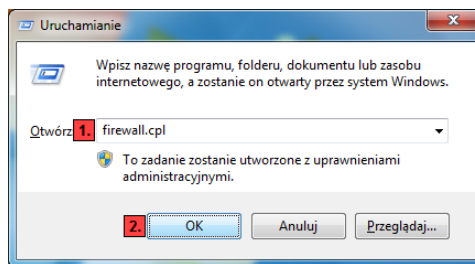 Uruchamianie
Wpisz nazwę programu, folderu, dokumentu lub zasobu
internetowego, a zostanie on otwarty przez system Windows.
Otwórz 1. firewall.cpl
To zadanie zostanie utworzone z uprawnieniami
administracyjnymi.
2. OK Anuluj Przeglądaj...